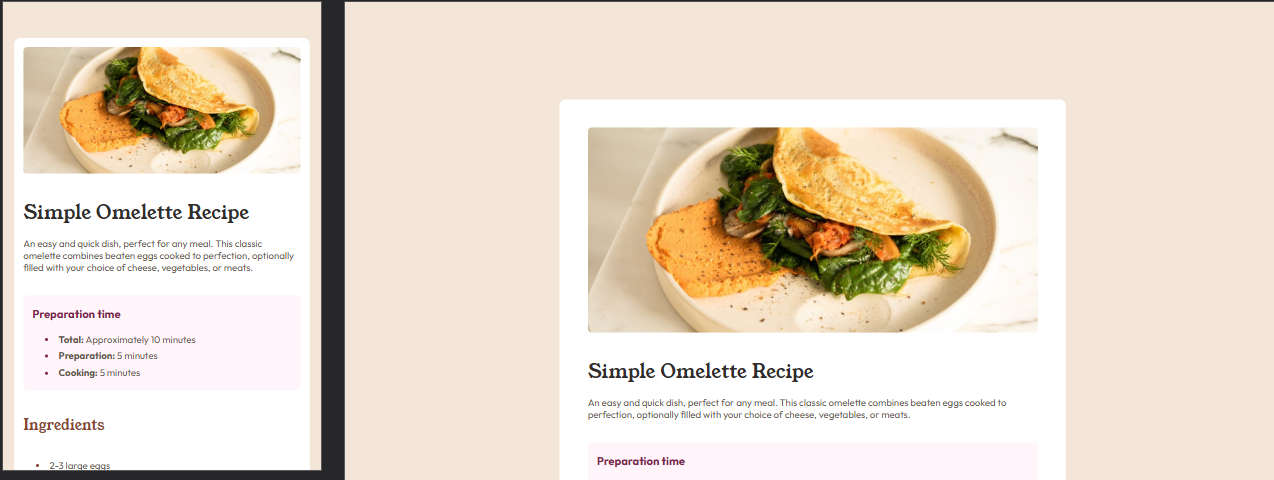 Simple Omelette Recipe
An easy and quick dish, perfect for any meal. This classic
omelette combines beaten eggs cooked to perfection, optionally
filled with your choice of cheese, vegetables, or meats.
Preparation time
• Total: Approximately 10 minutes
• Preparation: 5 minutes
• Cooking: 5 minutes
Ingredients
• 2-3 large eggs
Simple Omelette Recipe
An easy and quick dish, perfect for any meal. This classic omelette combines beaten eggs cooked to
perfection, optionally filled with your choice of cheese, vegetables, or meats.
Preparation time